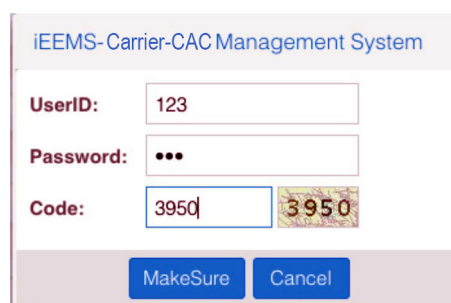 iEEMS-Carrier-CAC Management System
UserID: 123
Password: •••
Code: 3950 3950
MakeSure Cancel